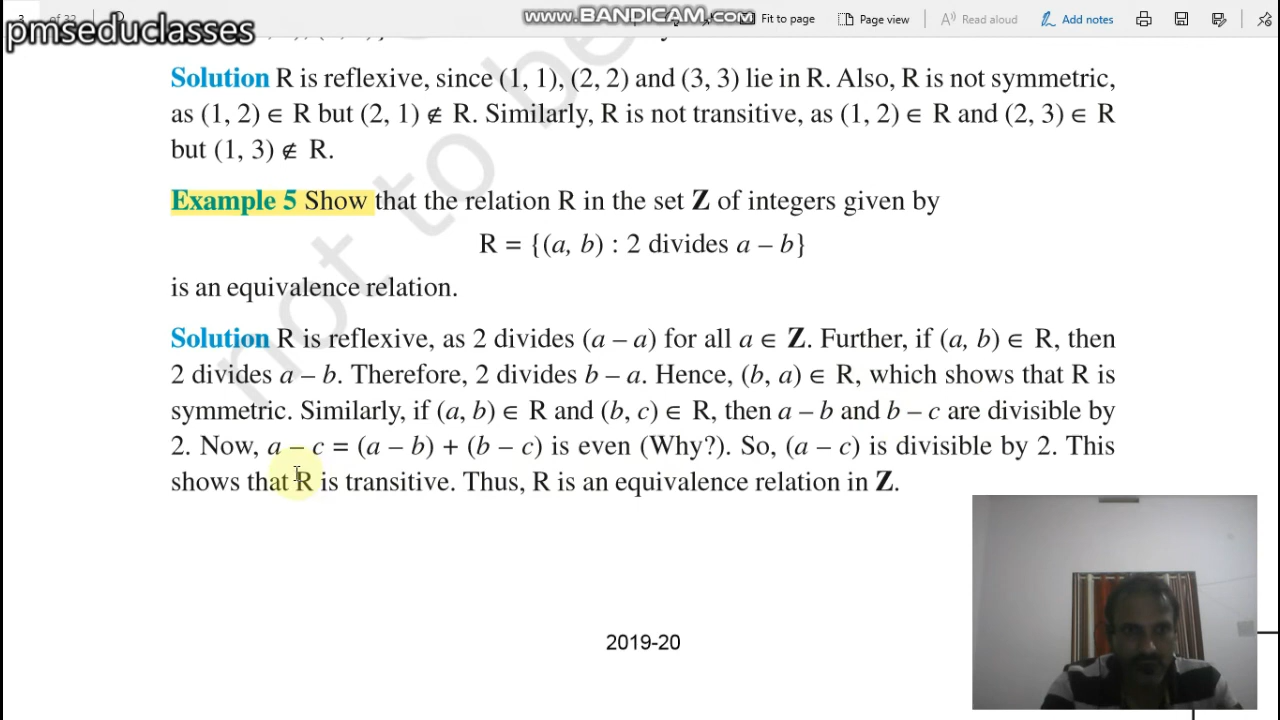 3 of 32
WWW.BANDICAM.COM
Fit to page
Page view
Read aloud
Add notes
pmseduclasses
Solution R is reflexive, since (1, 1), (2, 2) and (3, 3) lie in R. Also, R is not symmetric,
as (1, 2) ∈ R but (2, 1) ∉ R. Similarly, R is not transitive, as (1, 2) ∈ R and (2, 3) ∈ R
but (1, 3) ∉ R.
Example 5 Show that the relation R in the set Z of integers given by
R = {(a, b) : 2 divides a – b}
is an equivalence relation.
Solution R is reflexive, as 2 divides (a – a) for all a ∈ Z. Further, if (a, b) ∈ R, then
2 divides a – b. Therefore, 2 divides b – a. Hence, (b, a) ∈ R, which shows that R is
symmetric. Similarly, if (a, b) ∈ R and (b, c) ∈ R, then a – b and b – c are divisible by
2. Now, a – c = (a – b) + (b – c) is even (Why?). So, (a – c) is divisible by 2. This
shows that R is transitive. Thus, R is an equivalence relation in Z.
not to be
2019-20